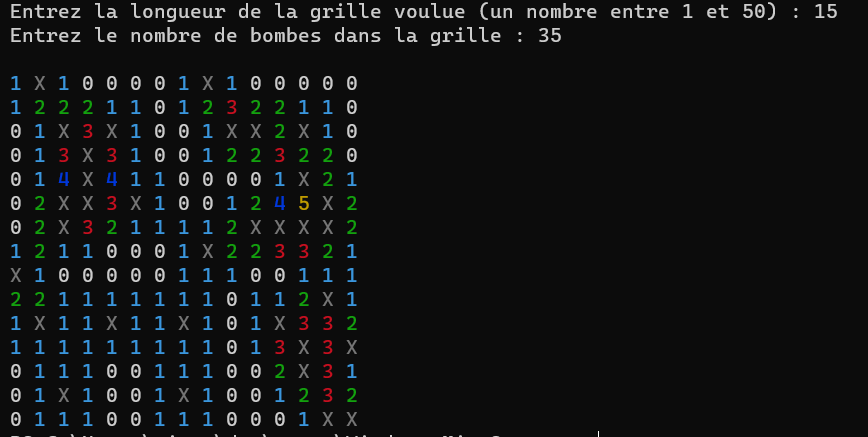 Entrez la longueur de la grille voulue (un nombre entre 1 et 50) : 15
Entrez le nombre de bombes dans la grille : 35
1 X 1 0 0 0 0 1 X 1 0 0 0 0 0
1 2 2 2 1 1 0 1 2 3 2 2 1 1 0
0 1 X 3 X 1 0 0 1 X X 2 X 1 0
0 1 3 X 3 1 0 0 1 2 2 3 2 2 0
0 1 4 X 4 1 1 0 0 0 0 1 X 2 1
0 2 X X 3 X 1 0 0 1 2 4 5 X 2
0 2 X 3 2 1 1 1 1 2 X X X X 2
1 2 1 1 0 0 0 1 X 2 2 3 3 2 1
X 1 0 0 0 0 0 1 1 1 0 0 1 1 1
2 2 1 1 1 1 1 1 1 0 1 1 2 X 1
1 X 1 1 X 1 1 X 1 0 1 X 3 3 2
1 1 1 1 1 1 1 1 1 0 1 3 X 3 X
0 1 1 1 0 0 1 1 1 0 0 2 X 3 1
0 1 X 1 0 0 1 X 1 0 0 1 2 3 2
0 1 1 1 0 0 1 1 1 0 0 0 1 X X